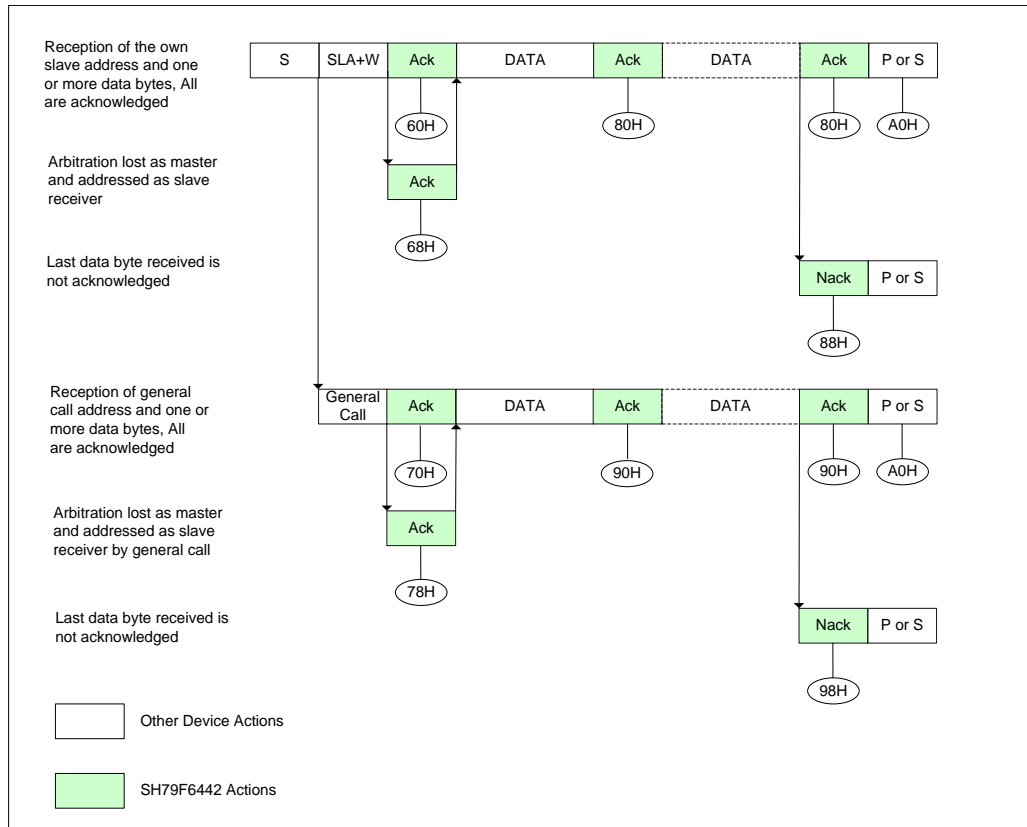 Reception of the own
slave address and one
or more data bytes, All
are acknowledged
S SLA+W Ack DATA Ack DATA Ack P or S
60H 80H 80H A0H
Arbitration lost as master
and addressed as slave
receiver
Ack
68H
Last data byte received is
not acknowledged
Nack P or S
88H
Reception of general
call address and one or
more data bytes, All
are acknowledged
General
Call Ack DATA Ack DATA Ack P or S
70H 90H 90H A0H
Arbitration lost as master
and addressed as slave
receiver by general call
Ack
78H
Last data byte received is
not acknowledged
Nack P or S
98H
Other Device Actions
SH79F6442 Actions